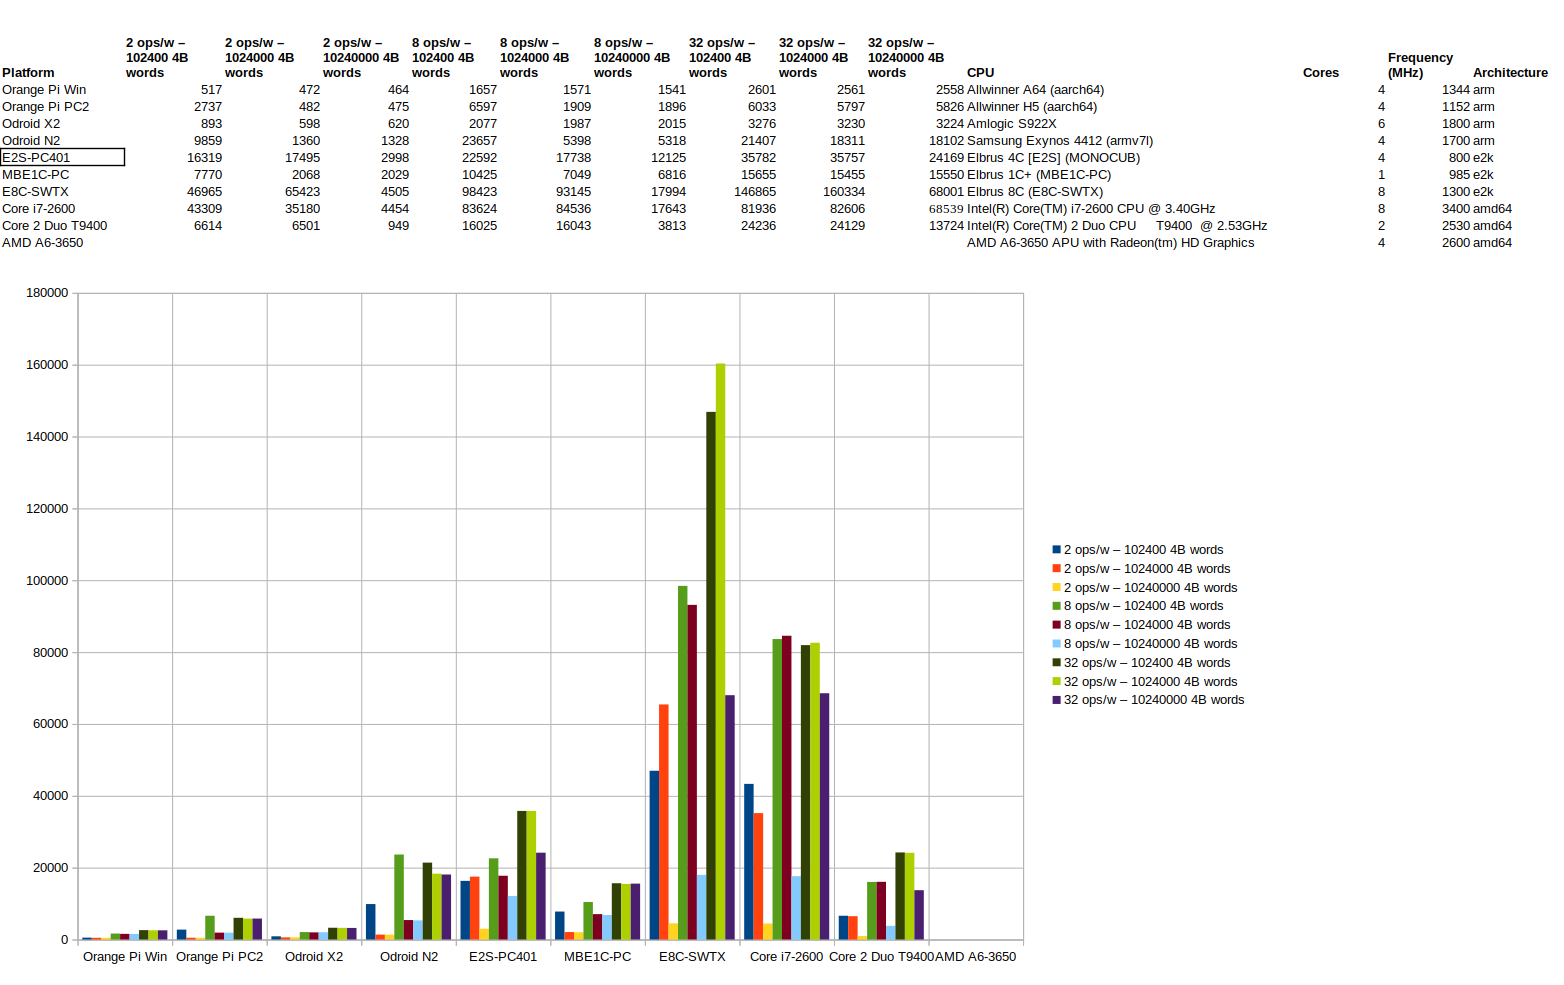 2 ops/w – 2 ops/w – 2 ops/w – 8 ops/w – 8 ops/w – 8 ops/w – 32 ops/w – 32 ops/w – 32 ops/w –
102400 4B 1024000 4B 10240000 4B 102400 4B 1024000 4B 10240000 4B 102400 4B 1024000 4B 10240000 4B Frequency
Platform words words words words words words words words words CPU Cores (MHz) Architecture
Orange Pi Win 517 472 464 1657 1571 1541 2601 2561 2558 Allwinner A64 (aarch64) 4 1344 arm
Orange Pi PC2 2737 482 475 6597 1909 1896 6033 5797 5826 Allwinner H5 (aarch64) 4 1152 arm
Odroid X2 893 598 620 2077 1987 2015 3276 3230 3224 Amlogic S922X 6 1800 arm
Odroid N2 9859 1360 1328 23657 5398 5318 21407 18311 18102 Samsung Exynos 4412 (armv7l) 4 1700 arm
E2S-PC401 16319 17495 2998 22592 17738 12125 35782 35757 24169 Elbrus 4C [E2S] (MONOCUB) 4 800 e2k
MBE1C-PC 7770 2068 2029 10425 7049 6816 15655 15455 15550 Elbrus 1C+ (MBE1C-PC) 1 985 e2k
E8C-SWTX 46965 65423 4505 98423 93145 17994 146865 160334 68001 Elbrus 8C (E8C-SWTX) 8 1300 e2k
Core i7-2600 43309 35180 4454 83624 84536 17643 81936 82606 68539 Intel(R) Core(TM) i7-2600 CPU @ 3.40GHz 8 3400 amd64
Core 2 Duo T9400 6614 6501 949 16025 16043 3813 24236 24129 13724 Intel(R) Core(TM) 2 Duo CPU T9400 @ 2.53GHz 2 2530 amd64
AMD A6-3650 AMD A6-3650 APU with Radeon(tm) HD Graphics 4 2600 amd64
180000
160000
140000
120000
100000
80000
60000
40000
20000
0
Orange Pi Win Orange Pi PC2 Odroid X2 Odroid N2 E2S-PC401 MBE1C-PC E8C-SWTX Core i7-2600 Core 2 Duo T9400 AMD A6-3650
2 ops/w – 102400 4B words
2 ops/w – 1024000 4B words
2 ops/w – 10240000 4B words
8 ops/w – 102400 4B words
8 ops/w – 1024000 4B words
8 ops/w – 10240000 4B words
32 ops/w – 102400 4B words
32 ops/w – 1024000 4B words
32 ops/w – 10240000 4B words